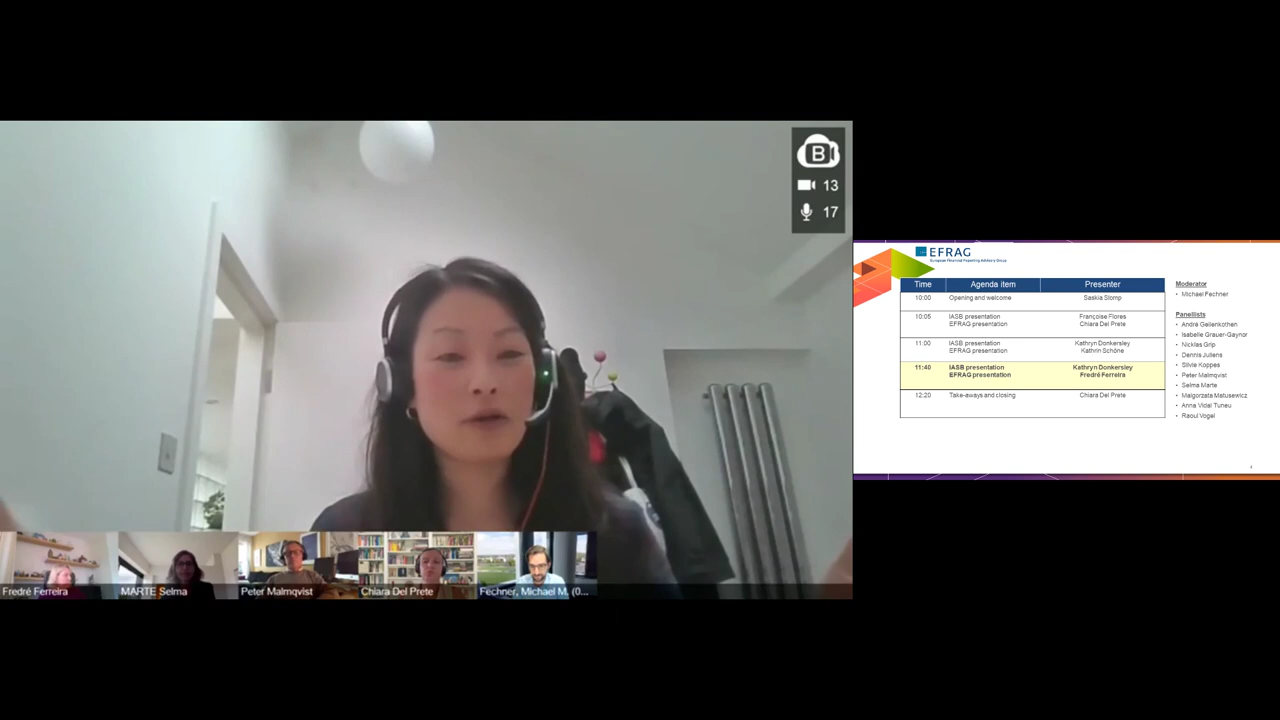 B
13
17
Fredré Ferreira
MARTE Selma
Peter Malmqvist
Chiara Del Prete
Fechner, Michael M. (0...
EFRAG
European Financial Reporting Advisory Group
Time Agenda item Presenter
10:00 Opening and welcome Saskia Slomp
10:05 IASB presentation Françoise Flores
EFRAG presentation Chiara Del Prete
11:00 IASB presentation Kathryn Donkersley
EFRAG presentation Kathrin Schöne
11:40 IASB presentation Kathryn Donkersley
EFRAG presentation Fredré Ferreira
12:20 Take-aways and closing Chiara Del Prete
Moderator
• Michael Fechner
Panellists
• André Geilenkothen
• Isabelle Grauer-Gaynor
• Nicklas Grip
• Dennis Jullens
• Silvie Koppes
• Peter Malmqvist
• Selma Marte
• Malgorzata Matusewicz
• Anna Vidal Tuneu
• Raoul Vogel